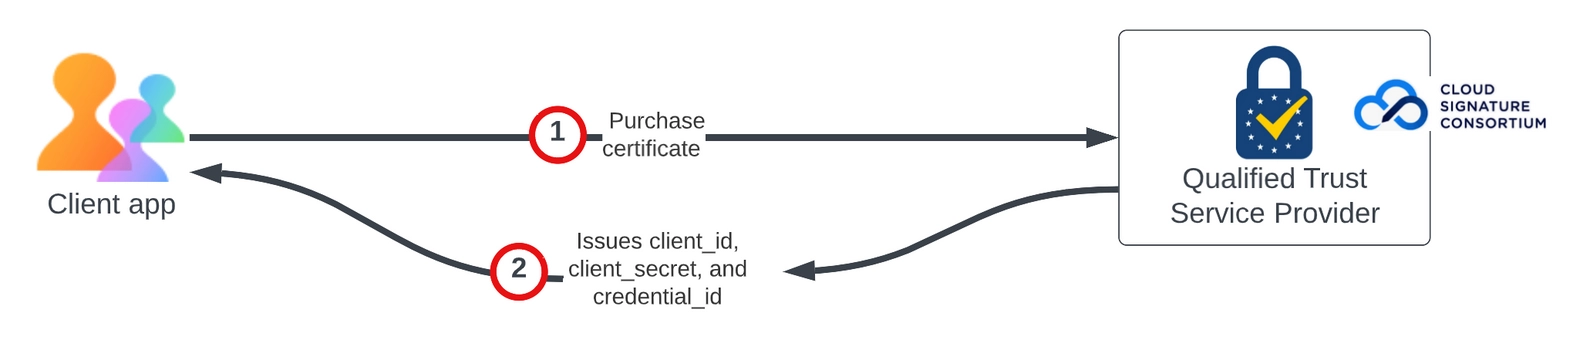 1
Purchase
certificate
CLOUD
SIGNATURE
CONSORTIUM
Client app
Qualified Trust
Service Provider
2
Issues client_id,
client_secret, and
credential_id